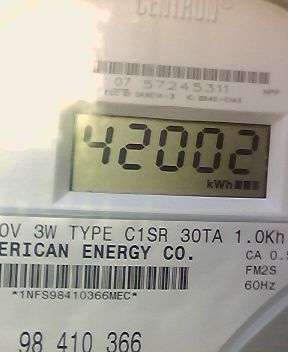 CENTRON®
07 57245311
42002
kWh
0V 3W TYPE C1SR 30TA 1.0Kh
ERICAN ENERGY CO.
CA 0.5
*1NFS98410366MEC*
FM2S
60Hz
98 410 366